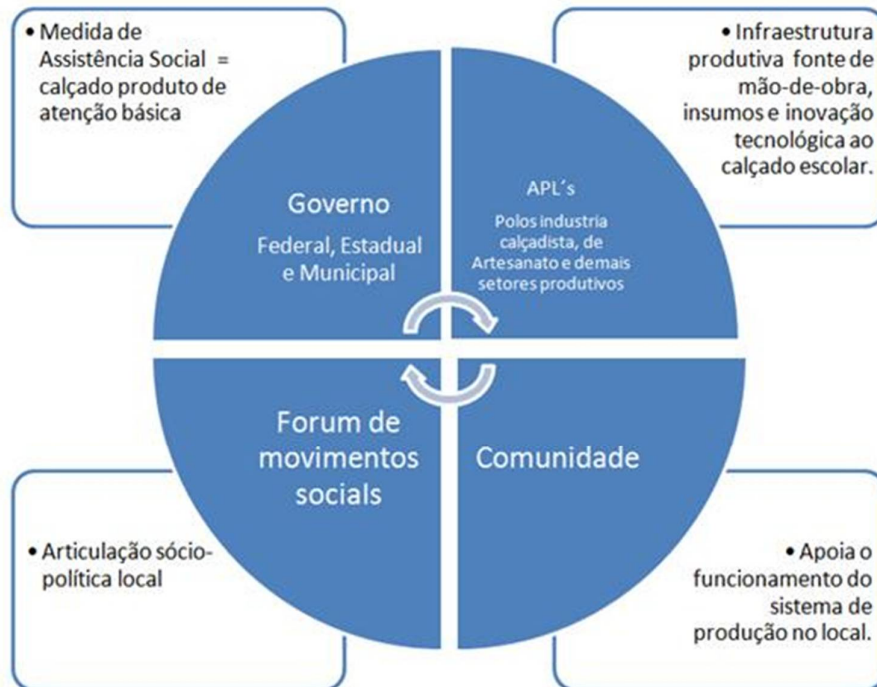 • Medida de
Assistência Social =
calçado produto de
atenção básica
• Infraestrutura
produtiva fonte de
mão-de-obra,
insumos e inovação
tecnológica ao
calçado escolar.
Governo
Federal, Estadual
e Municipal
APL´s
Polos industria
calçadista, de
Artesanato e demais
setores produtivos
Forum de
movimentos
socials
Comunidade
• Articulação sócio-
política local
• Apoia o
funcionamento do
sistema de
produção no local.